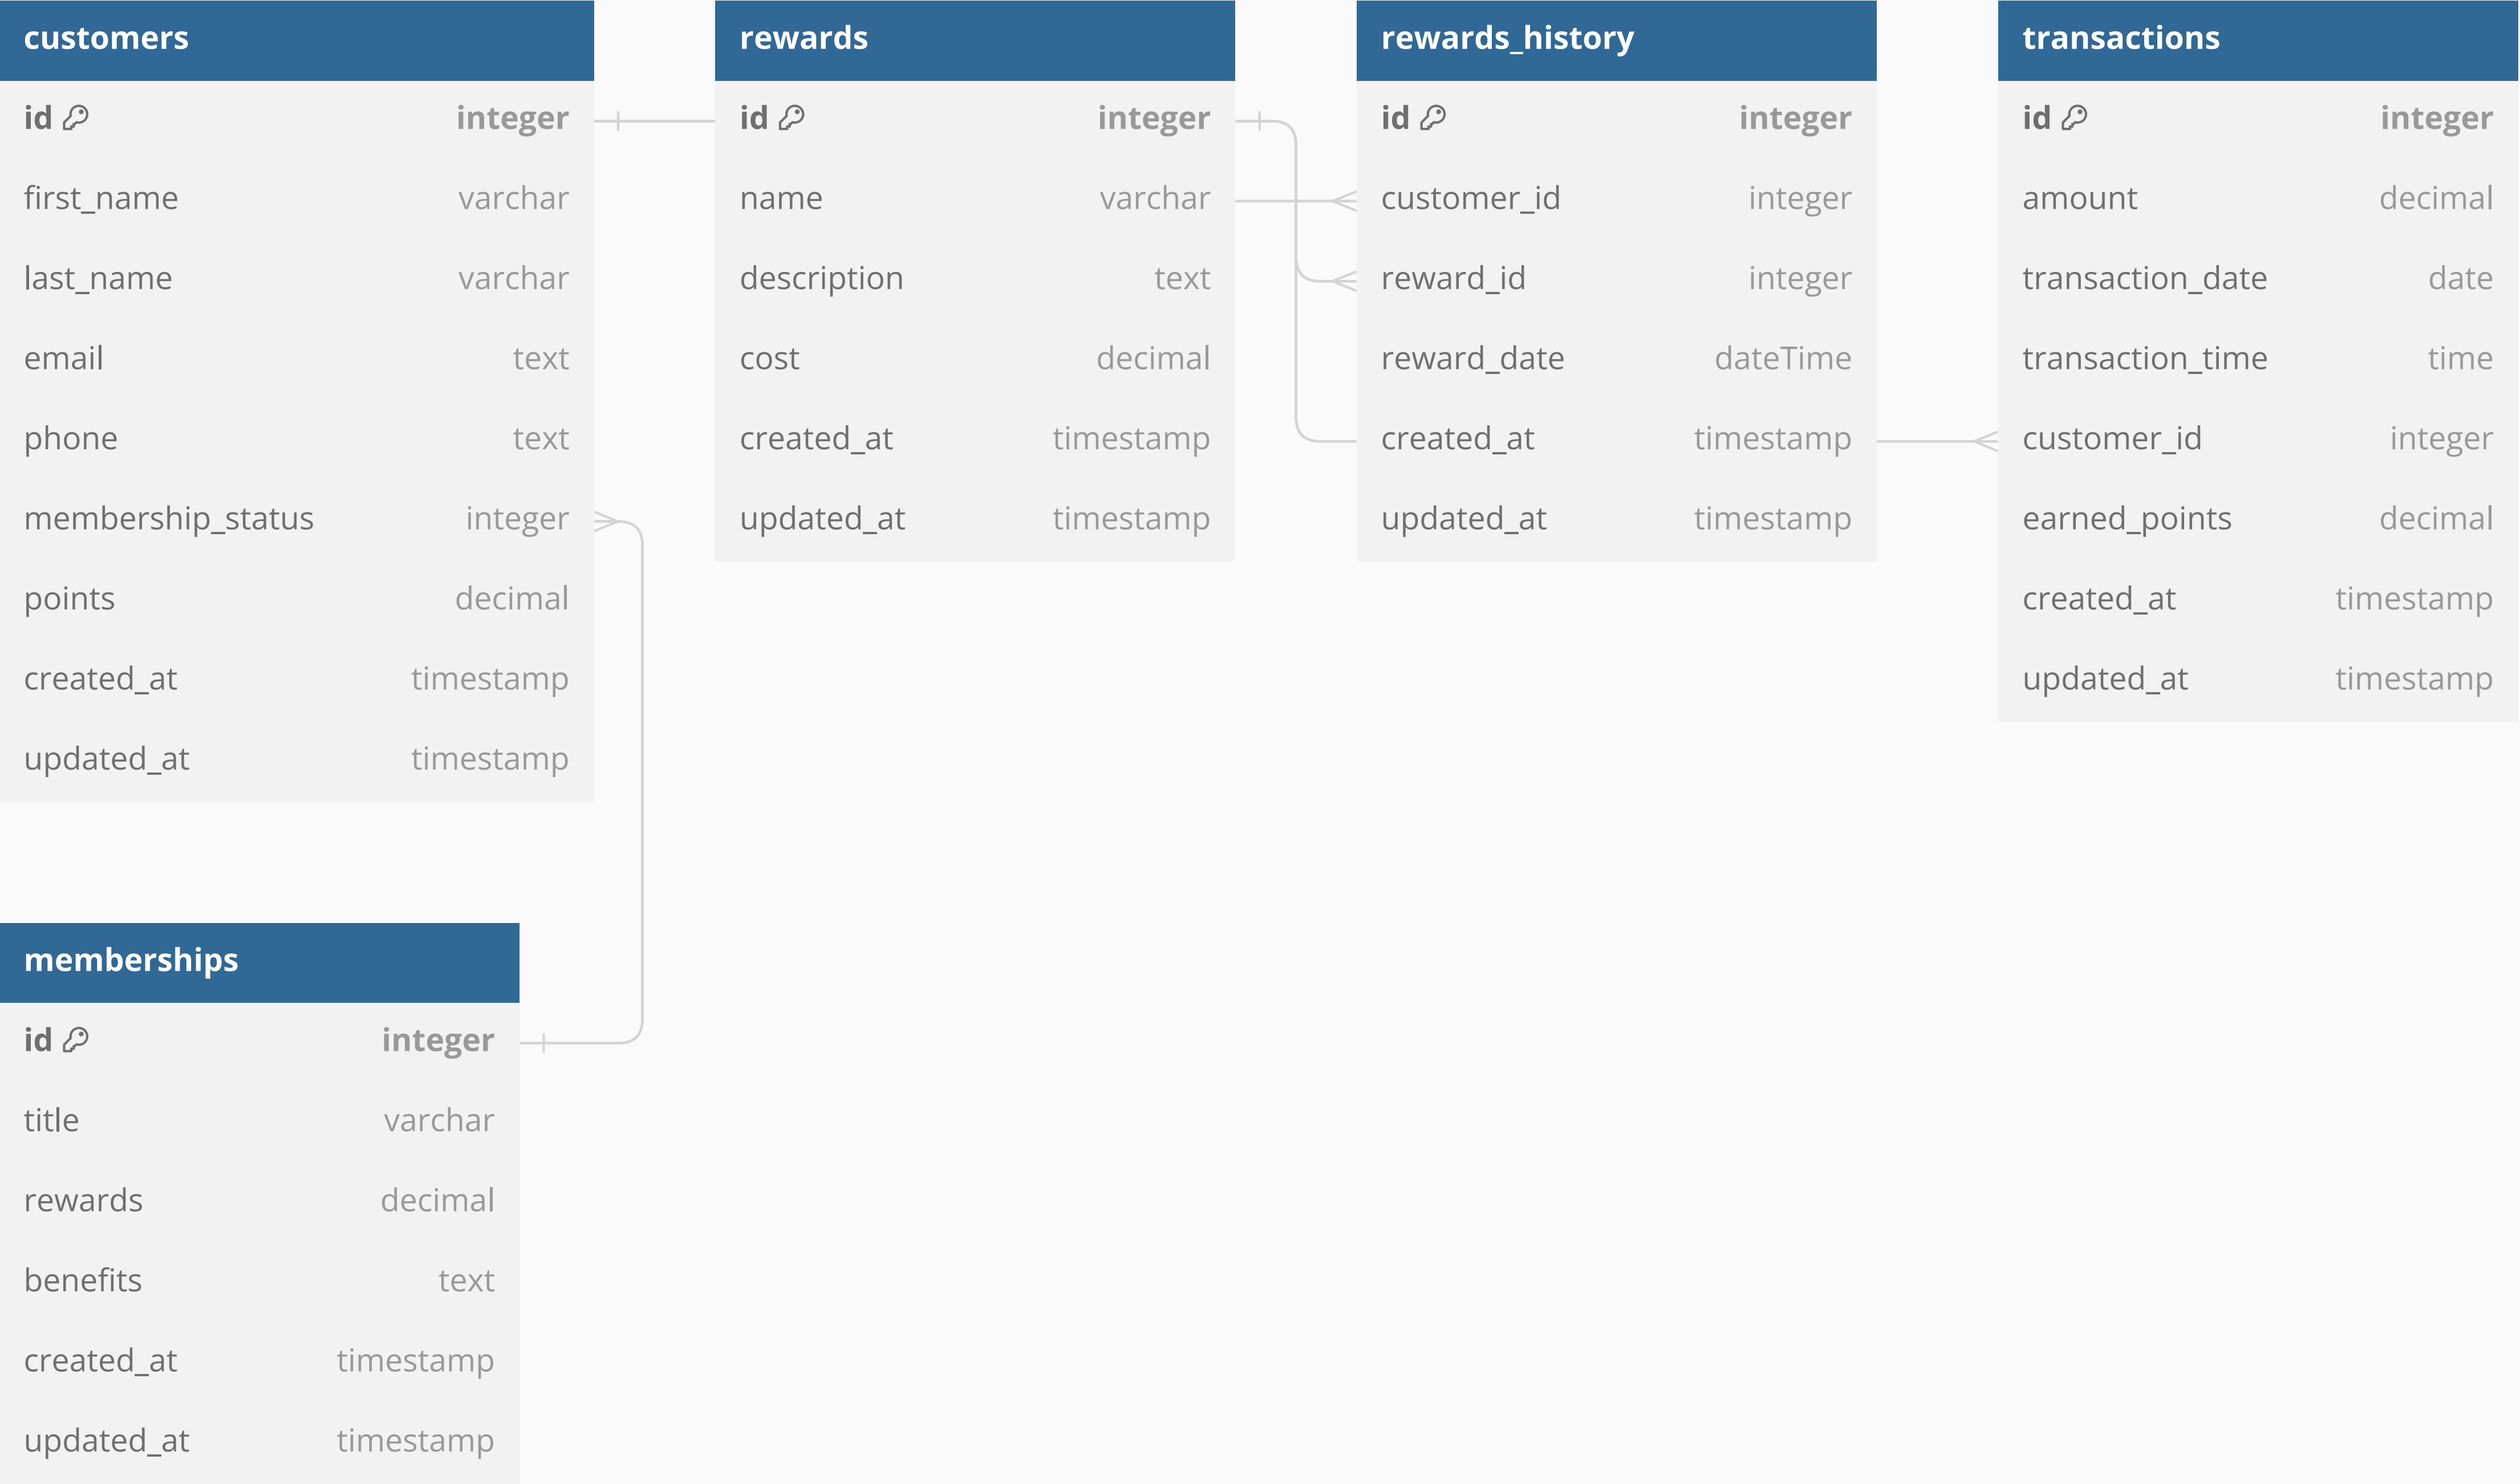 customers
id integer
first_name varchar
last_name varchar
email text
phone text
membership_status integer
points decimal
created_at timestamp
updated_at timestamp
rewards
id integer
name varchar
description text
cost decimal
created_at timestamp
updated_at timestamp
rewards_history
id integer
customer_id integer
reward_id integer
reward_date dateTime
created_at timestamp
updated_at timestamp
transactions
id integer
amount decimal
transaction_date date
transaction_time time
customer_id integer
earned_points decimal
created_at timestamp
updated_at timestamp
memberships
id integer
title varchar
rewards decimal
benefits text
created_at timestamp
updated_at timestamp